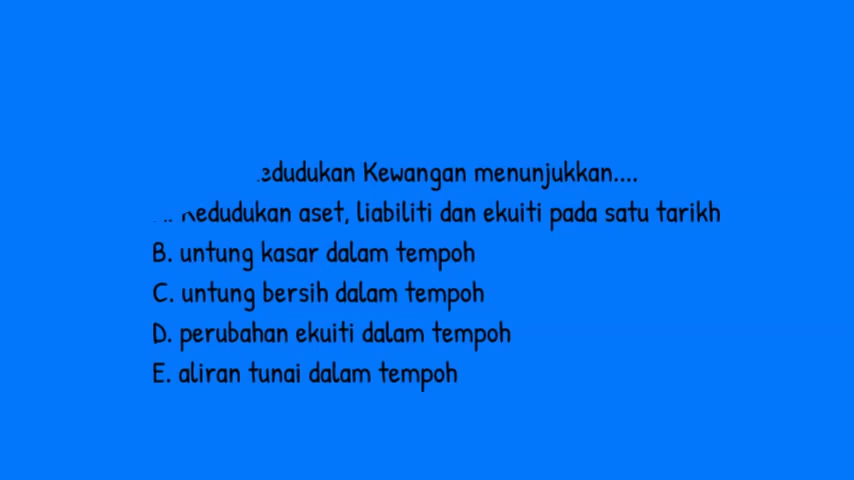 Kewangan menunjukkan....
aset, liabiliti dan ekuiti pada satu tarikh
B. untung kasar dalam tempoh
C. untung bersih dalam tempoh
D. perubahan ekuiti dalam tempoh
E. aliran tunai dalam tempoh